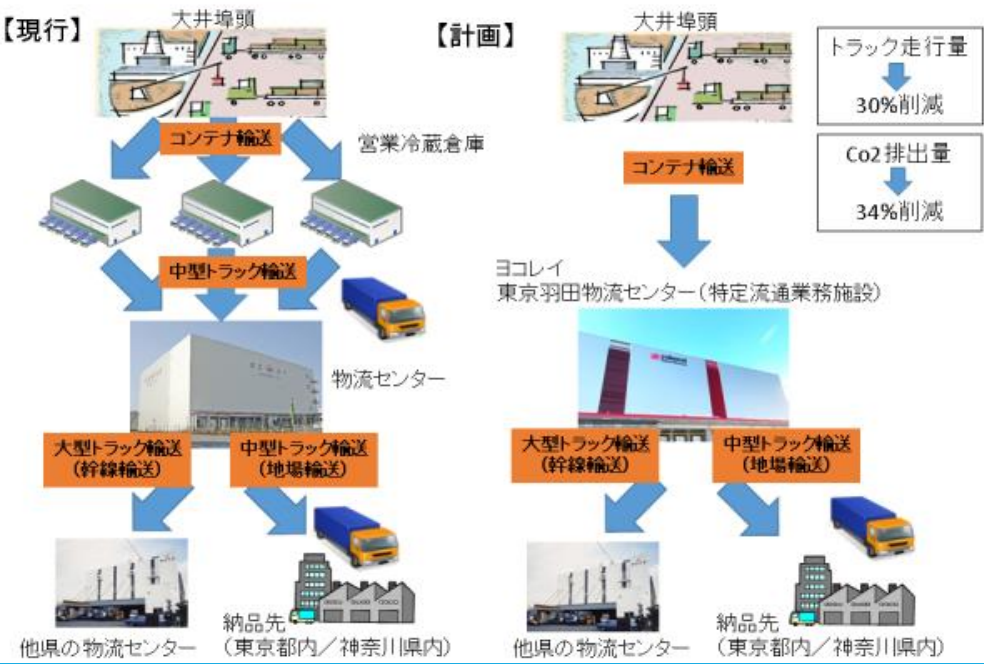 【現行】
大井埠頭
コンテナ輸送
営業冷蔵倉庫
中型トラック輸送
物流センター
大型トラック輸送
(幹線輸送)
中型トラック輸送
(地場輸送)
他県の物流センター
納品先
(東京都内／神奈川県内)
【計画】
大井埠頭
コンテナ輸送
ヨコレイ
東京羽田物流センター(特定流通業務施設)
大型トラック輸送
(幹線輸送)
中型トラック輸送
(地場輸送)
他県の物流センター
納品先
(東京都内／神奈川県内)
トラック走行量
30%削減
Co2排出量
34%削減